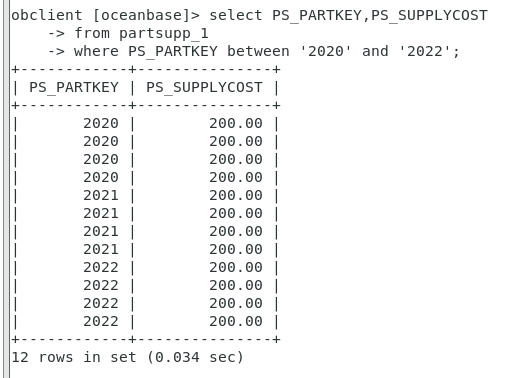 obclient [oceanbase]> select PS_PARTKEY,PS_SUPPLYCOST
    -> from partsupp_1
    -> where PS_PARTKEY between '2020' and '2022';
+------------+---------------+
| PS_PARTKEY | PS_SUPPLYCOST |
+------------+---------------+
|       2020 |        200.00 |
|       2020 |        200.00 |
|       2020 |        200.00 |
|       2020 |        200.00 |
|       2021 |        200.00 |
|       2021 |        200.00 |
|       2021 |        200.00 |
|       2021 |        200.00 |
|       2022 |        200.00 |
|       2022 |        200.00 |
|       2022 |        200.00 |
|       2022 |        200.00 |
+------------+---------------+
12 rows in set (0.034 sec)